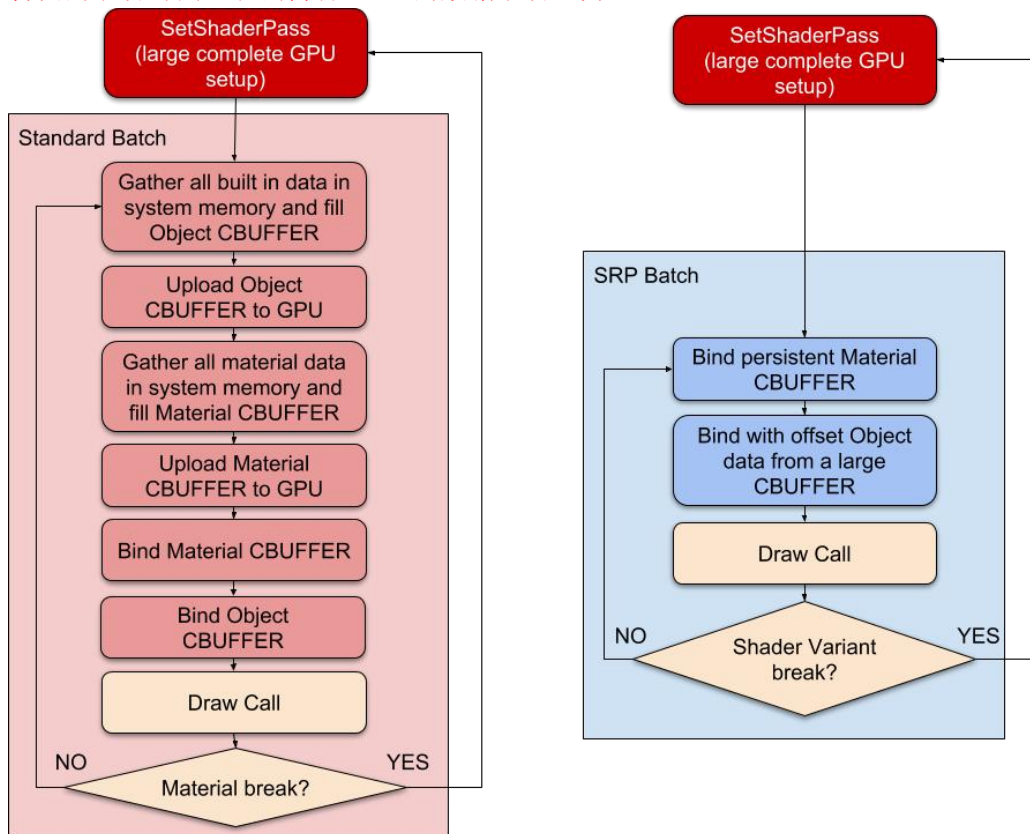 SetShaderPass
(large complete GPU
setup)
Standard Batch
Gather all built in data in
system memory and fill
Object CBUFFER
Upload Object
CBUFFER to GPU
Gather all material data
in system memory and
fill Material CBUFFER
Upload Material
CBUFFER to GPU
Bind Material CBUFFER
Bind Object
CBUFFER
Draw Call
NO
YES
Material break?
SetShaderPass
(large complete GPU
setup)
SRP Batch
Bind persistent Material
CBUFFER
Bind with offset Object
data from a large
CBUFFER
Draw Call
NO
YES
Shader Variant
break?